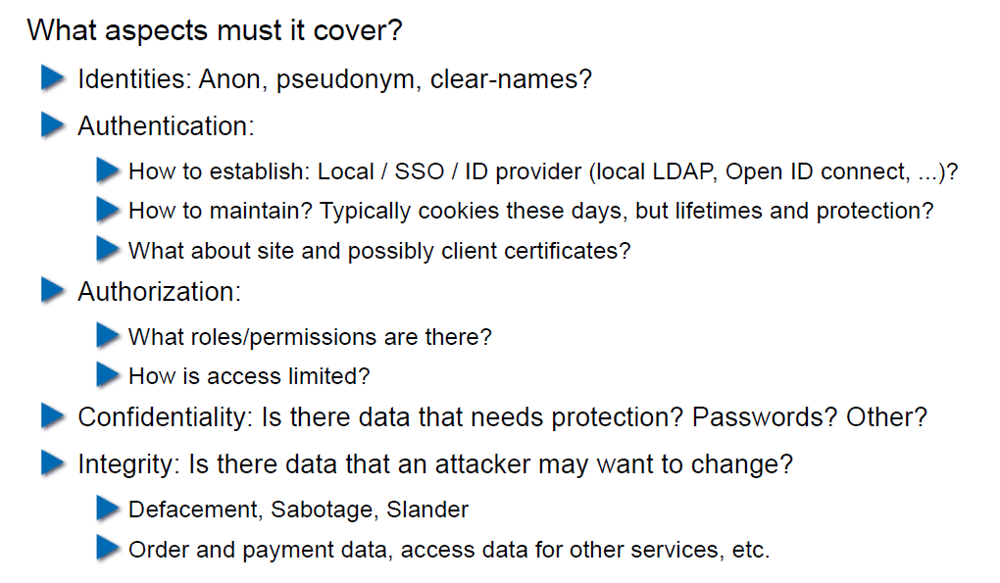 What aspects must it cover?
Identities: Anon, pseudonym, clear-names?
Authentication:
How to establish: Local / SSO / ID provider (local LDAP, Open ID connect, ...)?
How to maintain? Typically cookies these days, but lifetimes and protection?
What about site and possibly client certificates?
Authorization:
What roles/permissions are there?
How is access limited?
Confidentiality: Is there data that needs protection? Passwords? Other?
Integrity: Is there data that an attacker may want to change?
Defacement, Sabotage, Slander
Order and payment data, access data for other services, etc.